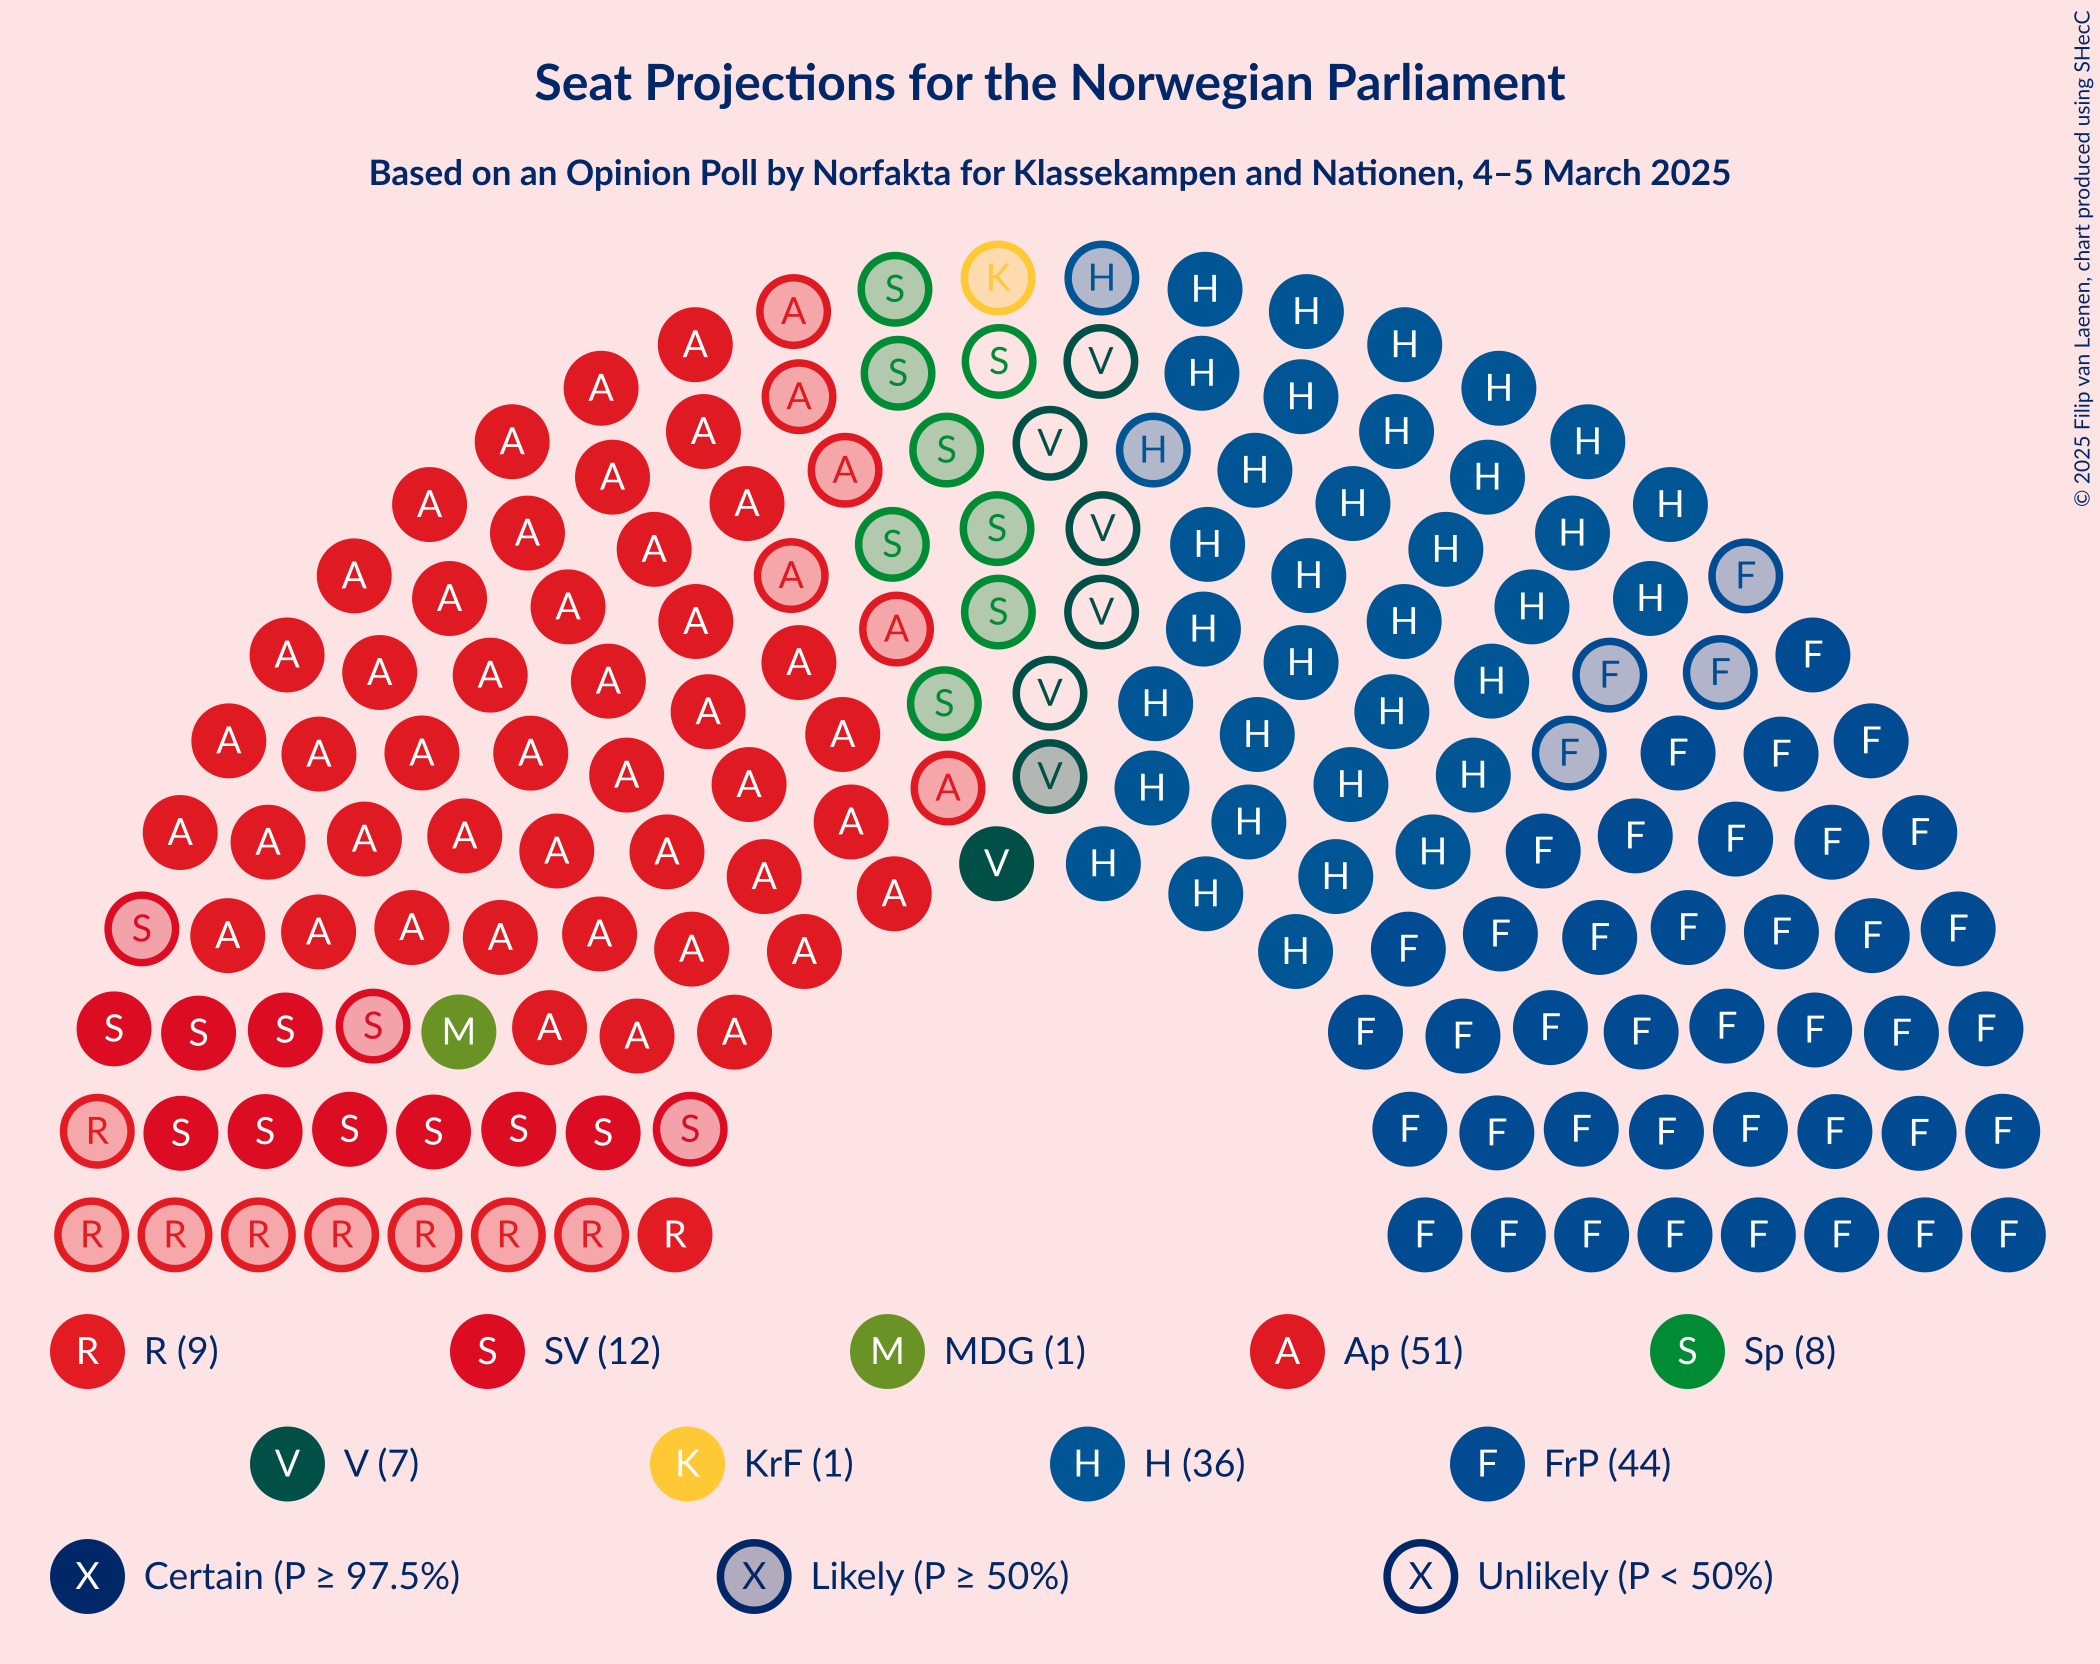 Seat Projections for the Norwegian Parliament
Based on an Opinion Poll by Norfakta for Klassekampen and Nationen, 4–5 March 2025
© 2025 Filip van Laenen, chart produced using SHecC
S K H H
A S H
A S S V H H H
A A H
A A S V H H H H
A A H H
A A A S S V H H H H
A A A H H F
A A A A S V H H H H
A A A A A H H F F F
A A A S V H H H
A A A A A A V H H F F F F
A A A A A A A A H H H F F F F F
A A A A A V H H H
S A A A A A A A H F F F F F F F
S S S S M A A A F F F F F F F F
R S S S S S S S F F F F F F F F
R R R R R R R R F F F F F F F F
R R (9) S SV (12) M MDG (1) A Ap (51) S Sp (8)
V V (7) K KrF (1) H H (36) F FrP (44)
X Certain (P ≥ 97.5%) X Likely (P ≥ 50%) X Unlikely (P < 50%)